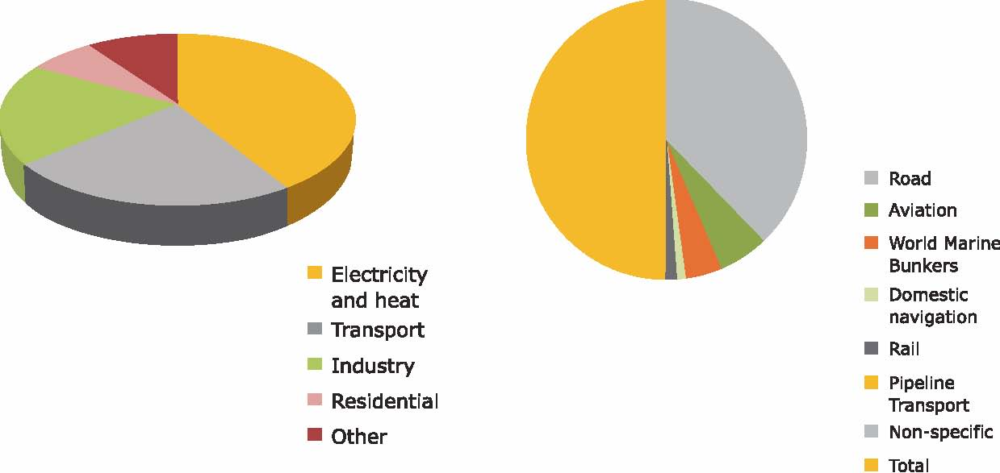 Electricity
and heat
Transport
Industry
Residential
Other
Road
Aviation
World Marine
Bunkers
Domestic
navigation
Rail
Pipeline
Transport
Non-specific
Total